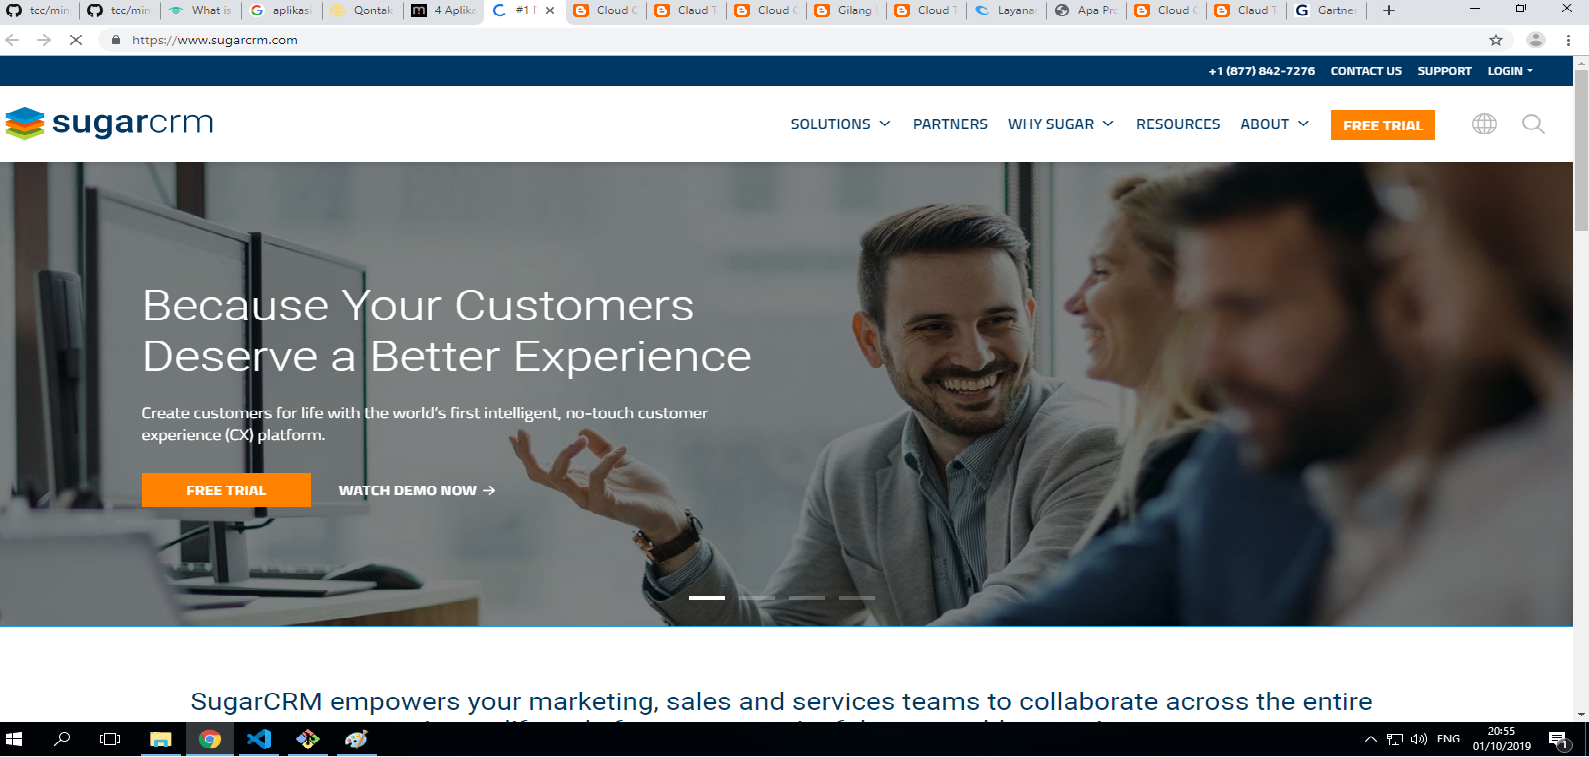 tcc/min
tcc/min
What is
aplikasi
Qontak
4 Aplika
#1
Cloud
Claud T
Cloud
Gilang
Cloud T
Layana
Apa Pr
Cloud
Claud T
Gartne
https://www.sugarcrm.com
+1 (877) 842-7276 CONTACT US SUPPORT LOGIN
sugarcrm
SOLUTIONS PARTNERS WHY SUGAR RESOURCES ABOUT FREE TRIAL
Because Your Customers
Deserve a Better Experience
Create customers for life with the world's first intelligent, no-touch customer
experience (CX) platform.
FREE TRIAL WATCH DEMO NOW →
SugarCRM empowers your marketing, sales and services teams to collaborate across the entire
ENG
20:55
01/10/2019
1